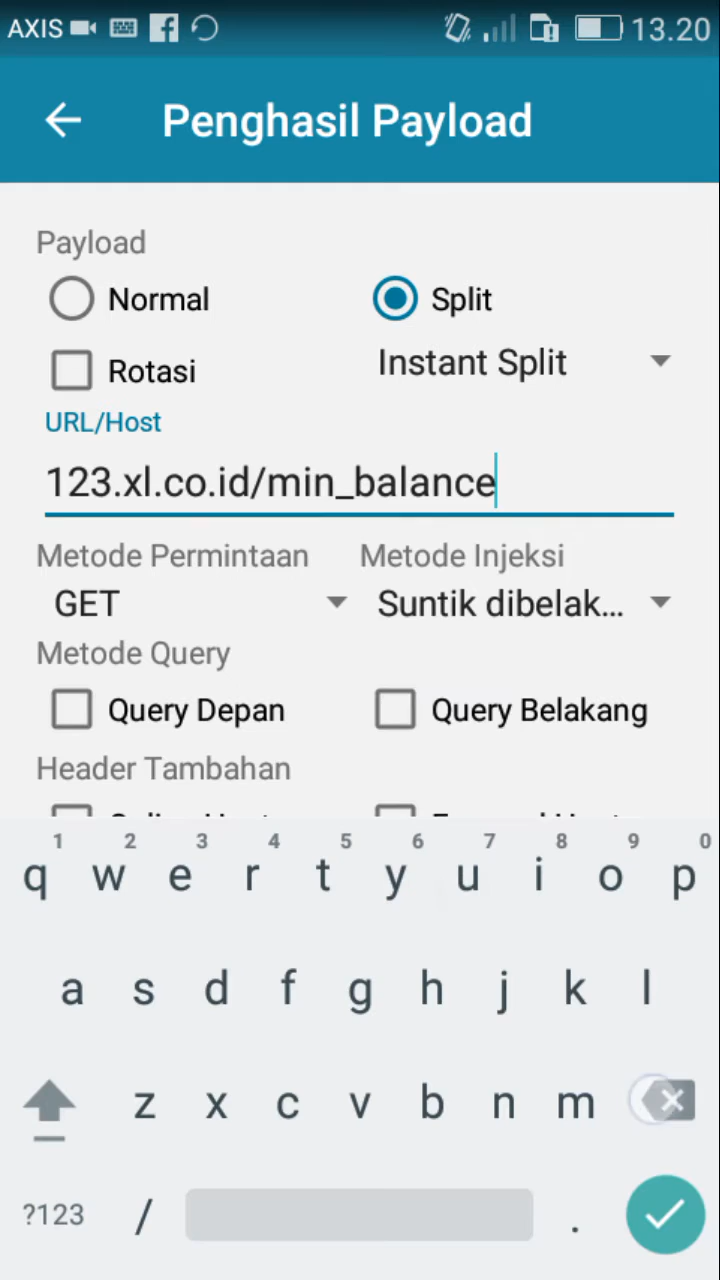 AXIS 13.20
Penghasil Payload
Payload
Normal Split
Rotasi Instant Split
URL/Host
123.xl.co.id/min_balance
Metode Permintaan Metode Injeksi
GET Suntik dibelak...
Metode Query
Query Depan Query Belakang
Header Tambahan
1 2 3 4 5 6 7 8 9 0
q w e r t y u i o p
a s d f g h j k l
z x c v b n m
?123 / .